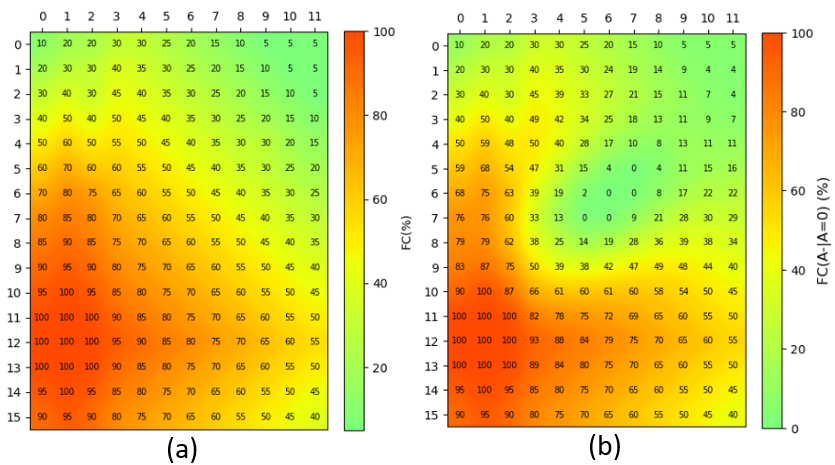 0 1 2 3 4 5 6 7 8 9 10 11
0 10 20 20 30 30 25 20 15 10 5 5 5
1 20 30 30 40 35 30 25 20 15 10 5 5
2 30 40 30 45 40 35 30 25 20 15 10 5
3 40 50 40 50 45 40 35 30 25 20 15 10
4 50 60 50 55 50 45 40 35 30 25 20 15
5 60 70 60 60 55 50 45 40 35 30 25 20
6 70 80 75 65 60 55 50 45 40 35 30 25
7 80 85 80 70 65 60 55 50 45 40 35 30
8 85 90 85 75 70 65 60 55 50 45 40 35
9 90 95 90 80 75 70 65 60 55 50 45 40
10 95 100 95 85 80 75 70 65 60 55 50 45
11 100 100 100 90 85 80 75 70 65 60 55 50
12 100 100 100 95 90 85 80 75 70 65 60 55
13 100 100 100 90 85 80 75 70 65 60 55 50
14 95 100 95 85 80 75 70 65 60 55 50 45
15 90 95 90 80 75 70 65 60 55 50 45 40
100
80
60
40
20
FC(%)
(a)
0 1 2 3 4 5 6 7 8 9 10 11
0 10 20 20 30 30 25 20 15 10 5 5 5
1 20 30 30 40 35 30 24 19 14 9 4 4
2 30 40 30 45 39 33 27 21 15 11 7 4
3 40 50 40 49 42 34 25 18 13 11 9 7
4 50 59 48 50 40 28 17 10 8 13 11 11
5 59 68 54 47 31 15 4 0 4 11 15 16
6 68 75 63 39 19 2 0 0 8 17 22 22
7 76 76 60 33 13 0 0 9 21 28 30 29
8 79 79 62 38 25 14 19 28 36 39 38 34
9 83 87 75 50 39 38 42 47 49 48 44 40
10 90 100 87 66 61 60 61 60 58 54 50 45
11 100 100 100 82 78 75 72 69 65 60 55 50
12 100 100 100 93 88 84 79 75 70 65 60 55
13 100 100 100 89 84 80 75 70 65 60 55 50
14 95 100 95 85 80 75 70 65 60 55 50 45
15 90 95 90 80 75 70 65 60 55 50 45 40
100
80
60
40
20
0
FC(A-|A=0) (%)
(b)